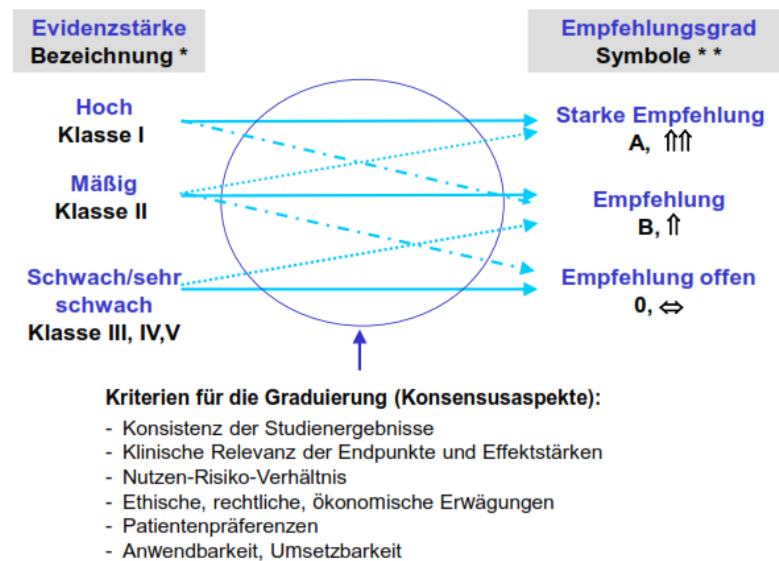 Evidenzstärke
Bezeichnung *
Empfehlungsgrad
Symbole * *
Hoch
Klasse I
Starke Empfehlung
A, ⇑⇑
Mäßig
Klasse II
Empfehlung
B, ⇑
Schwach/sehr
schwach
Klasse III, IV,V
Empfehlung offen
0, ⇔
Kriterien für die Graduierung (Konsensusaspekte):
- Konsistenz der Studienergebnisse
- Klinische Relevanz der Endpunkte und Effektstärken
- Nutzen-Risiko-Verhältnis
- Ethische, rechtliche, ökonomische Erwägungen
- Patientenpräferenzen
- Anwendbarkeit, Umsetzbarkeit